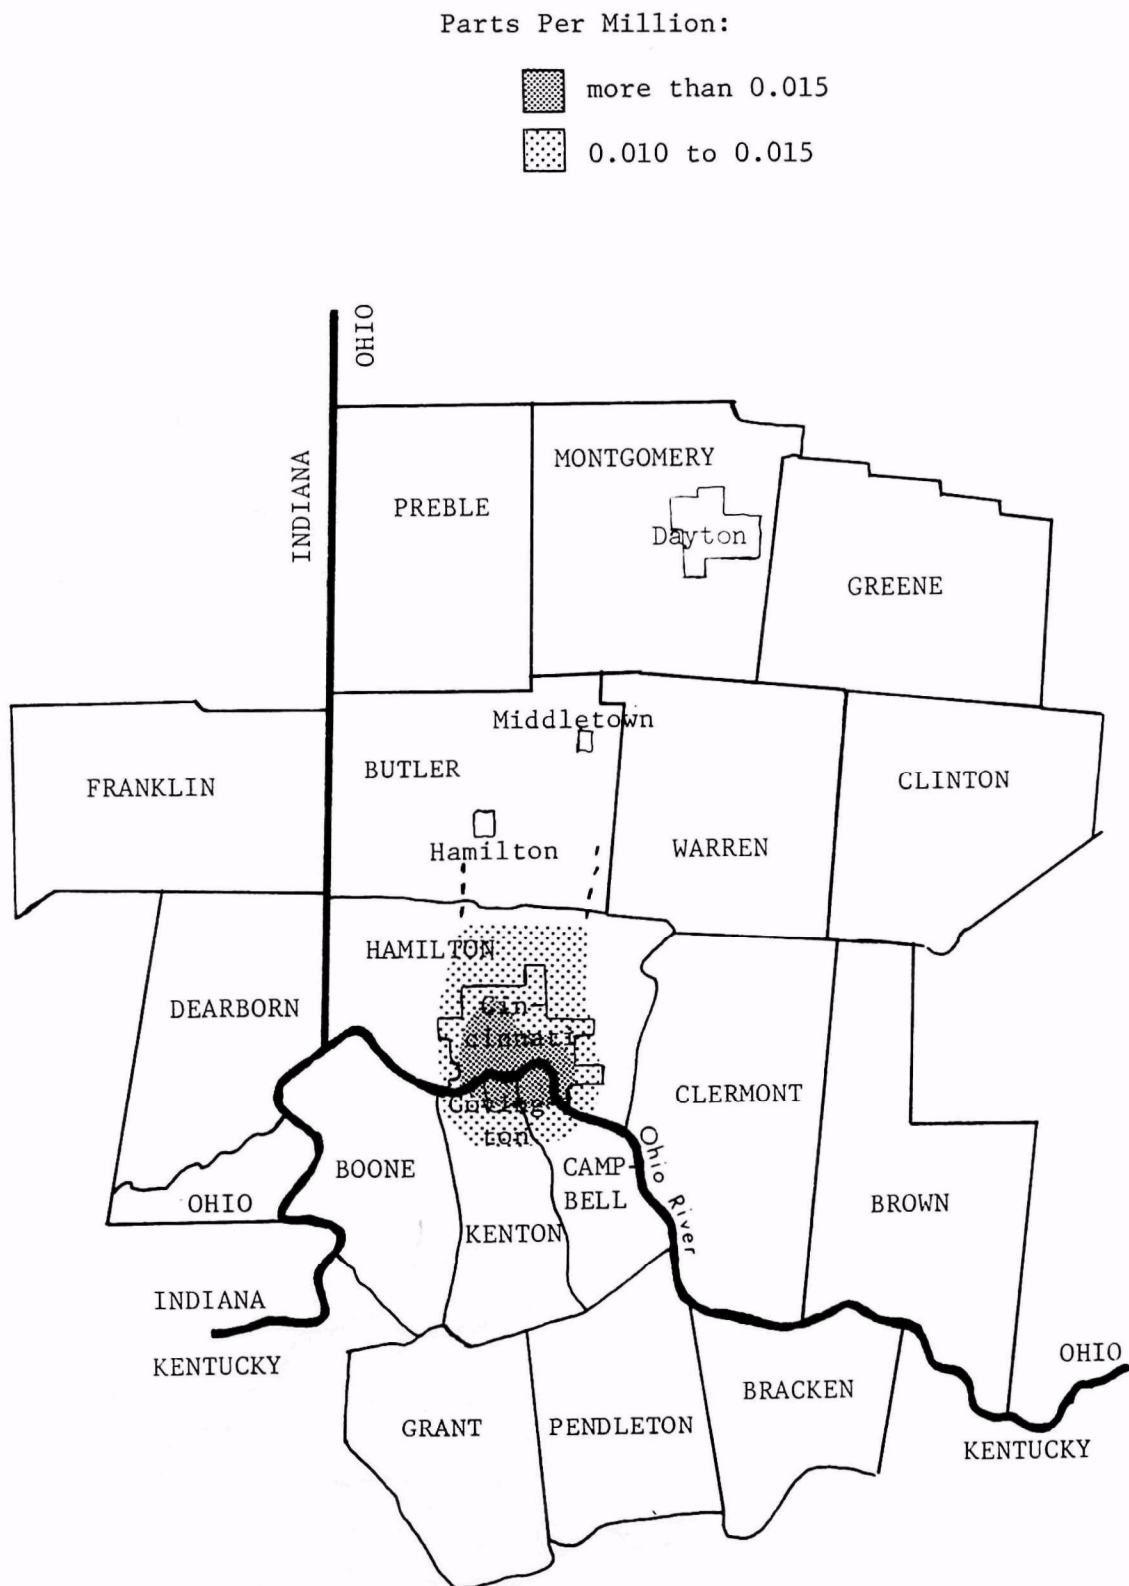 Parts Per Million:
more than 0.015
0.010 to 0.015
OHIO
INDIANA
MONTGOMERY
PREBLE
Dayton
GREENE
Middletown
FRANKLIN
BUTLER
CLINTON
Hamilton
WARREN
HAMILTON
DEARBORN
Cin-
cinnati
CLERMONT
Coving-
ton
Ohio River
BOONE
CAMP-
BELL
OHIO
BROWN
KENTON
INDIANA
KENTUCKY
OHIO
BRACKEN
GRANT
PENDLETON
KENTUCKY